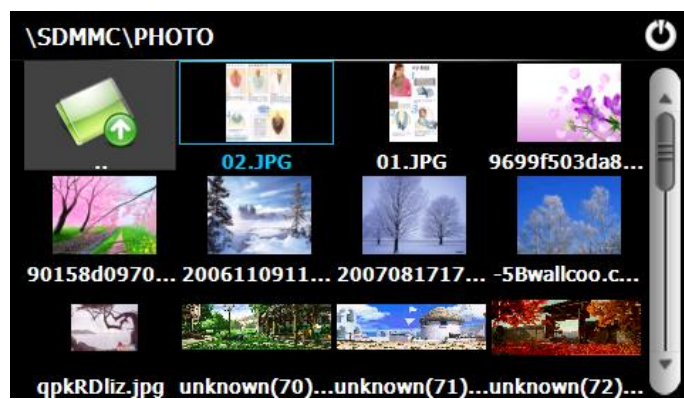 \SDMMC\PHOTO
..
02.JPG
01.JPG
9699f503da8...
90158d0970...
2006110911...
2007081717...
-5Bwallcoo.c...
qpkRDliz.jpg
unknown(70)...
unknown(71)...
unknown(72)...